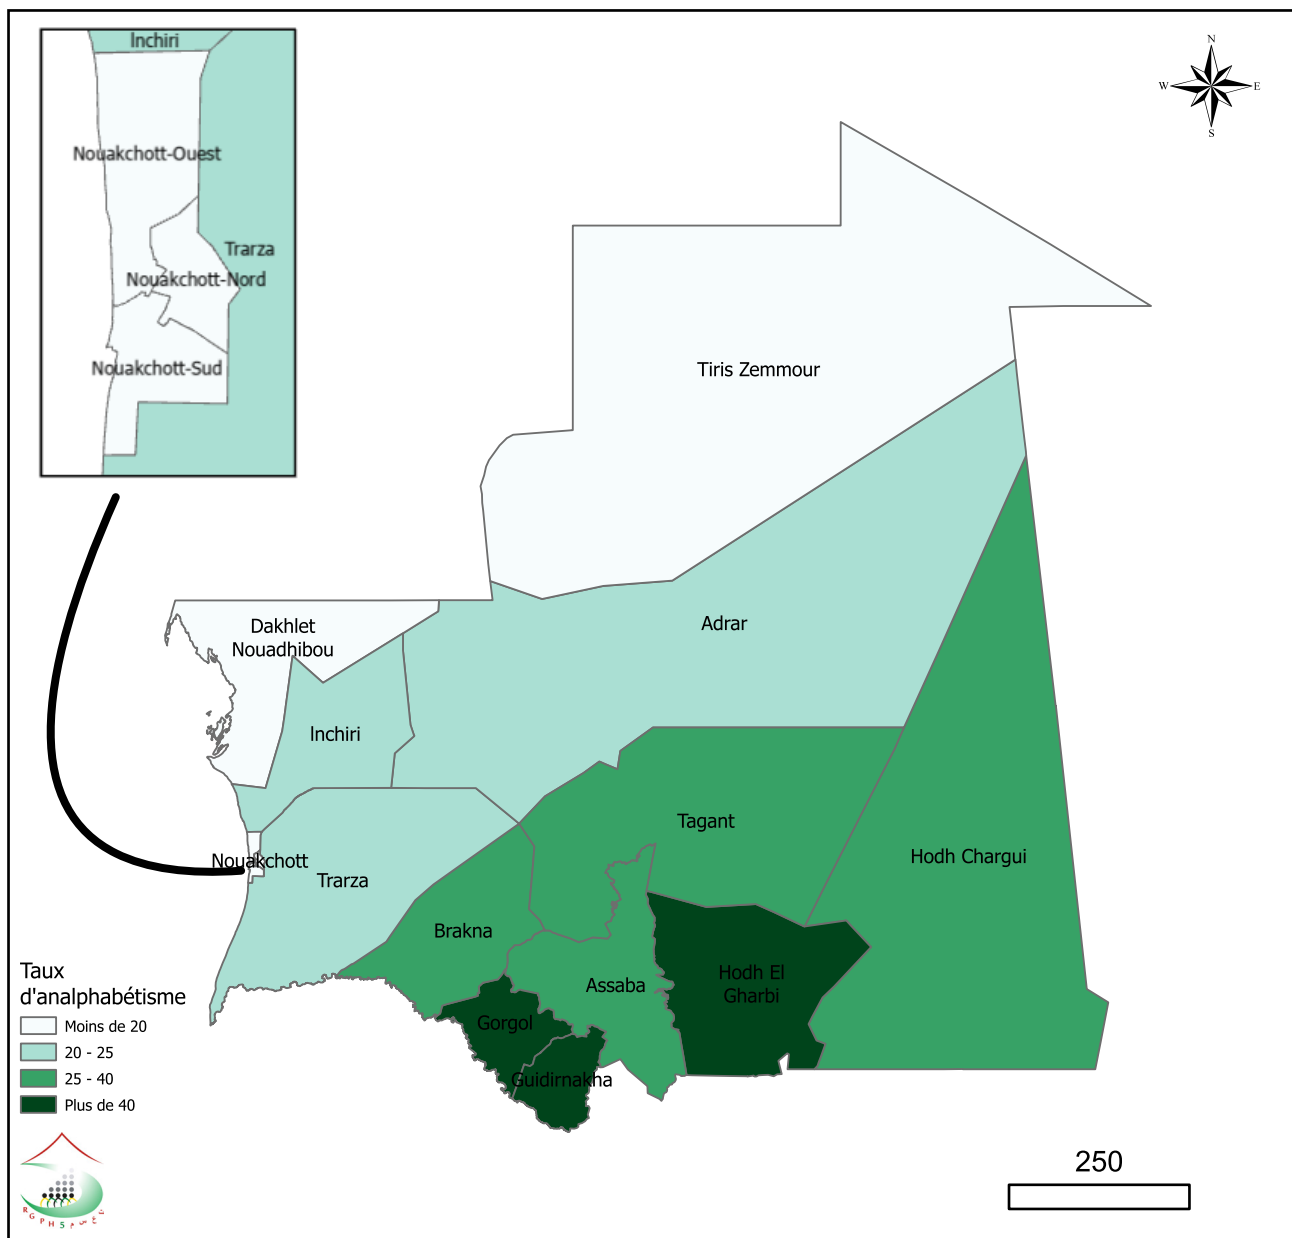 Inchiri
Nouakchott-Ouest
Trarza
Nouakchott-Nord
Nouakchott-Sud
N
W
E
S
Tiris Zemmour
Dakhlet
Nouadhibou
Adrar
Inchiri
Tagant
Nouakchott
Trarza
Hodh Chargui
Brakna
Assaba
Hodh El
Gharbi
Gorgol
Guidirnakha
Taux
d'analphabétisme
Moins de 20
20 - 25
25 - 40
Plus de 40
250
RGPH5